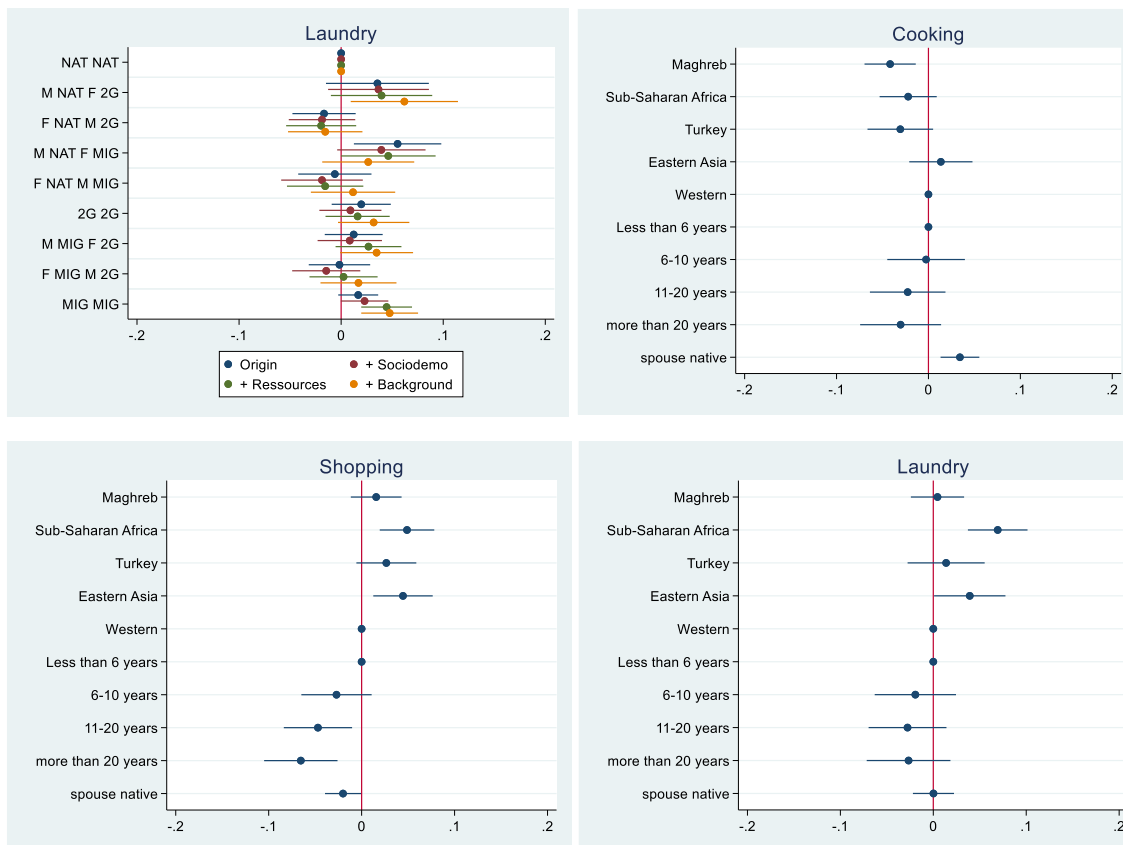 Laundry
NAT NAT
M NAT F 2G
F NAT M 2G
M NAT F MIG
F NAT M MIG
2G 2G
M MIG F 2G
F MIG M 2G
MIG MIG
-.2 -.1 0 .1 .2
Origin + Sociodemo
+ Ressources + Background
Cooking
Maghreb
Sub-Saharan Africa
Turkey
Eastern Asia
Western
Less than 6 years
6-10 years
11-20 years
more than 20 years
spouse native
-.2 -.1 0 .1 .2
Shopping
Maghreb
Sub-Saharan Africa
Turkey
Eastern Asia
Western
Less than 6 years
6-10 years
11-20 years
more than 20 years
spouse native
-.2 -.1 0 .1 .2
Laundry
Maghreb
Sub-Saharan Africa
Turkey
Eastern Asia
Western
Less than 6 years
6-10 years
11-20 years
more than 20 years
spouse native
-.2 -.1 0 .1 .2